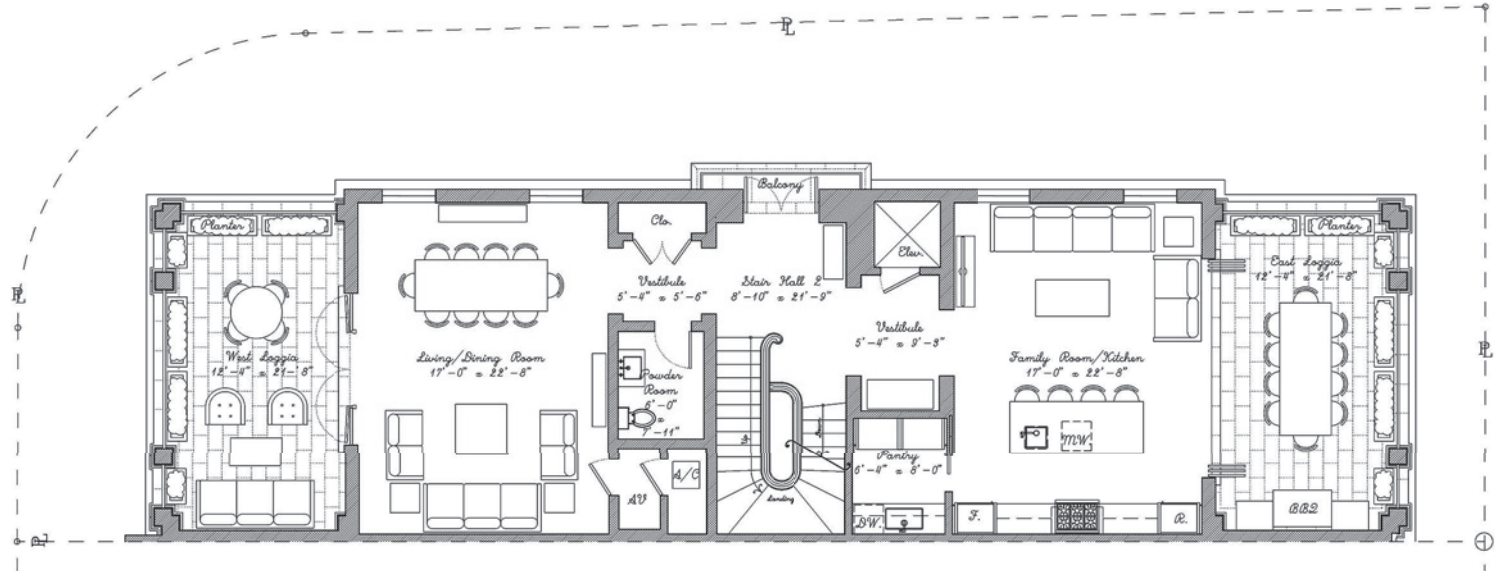 PL
Balcony
Planter
Clo.
Planter
Elev.
East Loggia
12'-4" x 21'-8"
Vestibule
5'-4" x 5'-6"
Stair Hall 2
8'-10" x 21'-9"
PL
Vestibule
5'-4" x 9'-3"
PL
West Loggia
12'-4" x 21'-8"
Living/Dining Room
17'-0" x 22'-8"
Family Room/Kitchen
17'-0" x 22'-8"
Powder
Room
6'-0"
x
7'-11"
MW.
Pantry
6'-4" x 8'-0"
A/C
AV
Landing
BBQ
DW.
F.
R.
PL